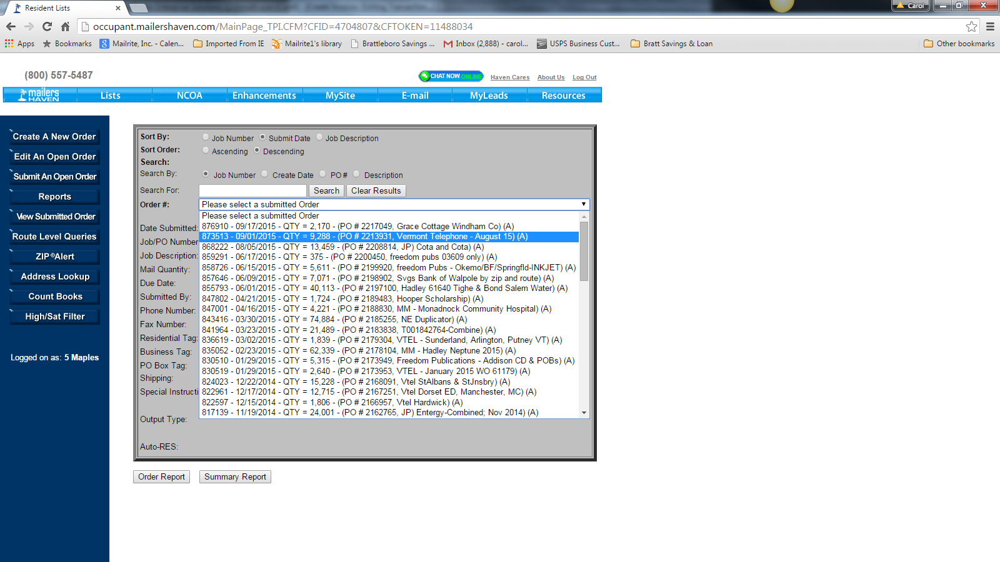 Resident Lists
Carol
occupant.mailershaven.com/MainPage_TPI.CFM?CFID=4704807&CFTOKEN=11488034
Apps Bookmarks Mailrite, Inc. - Calen... Imported From IE Mailrite1's library Brattleboro Savings ... Inbox (2,888) - carol... USPS Business Cust... Bratt Savings & Loan Other bookmarks
(800) 557-5487
CHAT NOW ONLINE Haven Cares About Us Log Out
mailers HAVEN Lists NCOA Enhancements MySite E-mail MyLeads Resources
Create A New Order
Edit An Open Order
Submit An Open Order
Reports
View Submitted Order
Route Level Queries
ZIP®Alert
Address Lookup
Count Books
High/Sat Filter
Logged on as: 5 Maples
Sort By: Job Number Submit Date Job Description
Sort Order: Ascending Descending
Search:
Search By: Job Number Create Date PO # Description
Search For: Search Clear Results
Order #: Please select a submitted Order
Please select a submitted Order
876910 - 09/17/2015 - QTY = 2,170 - (PO # 2217049, Grace Cottage Windham Co) (A)
873513 - 09/01/2015 - QTY = 9,288 - (PO # 2213931, Vermont Telephone - August 15) (A)
868222 - 08/05/2015 - QTY = 13,459 - (PO # 2208814, JP) Cota and Cota) (A)
859291 - 06/17/2015 - QTY = 375 - (PO # 2200450, freedom pubs 03609 only) (A)
858726 - 06/15/2015 - QTY = 5,611 - (PO # 2199920, freedom Pubs - Okemo/BF/Springfld-INKJET) (A)
857646 - 06/09/2015 - QTY = 7,071 - (PO # 2198902, Svgs Bank of Walpole by zip and route) (A)
855793 - 06/01/2015 - QTY = 40,113 - (PO # 2197100, Hadley 61640 Tighe & Bond Salem Water) (A)
847802 - 04/21/2015 - QTY = 1,724 - (PO # 2189483, Hooper Scholarship) (A)
847001 - 04/16/2015 - QTY = 4,221 - (PO # 2188830, MM - Monadnock Community Hospital) (A)
843416 - 03/30/2015 - QTY = 74,884 - (PO # 2185255, NE Duplicator) (A)
841964 - 03/23/2015 - QTY = 21,489 - (PO # 2183838, T001842764-Combine) (A)
836619 - 03/02/2015 - QTY = 1,839 - (PO # 2179304, VTEL - Sunderland, Arlington, Putney VT) (A)
835052 - 02/23/2015 - QTY = 62,339 - (PO # 2178104, MM - Hadley Neptune 2015) (A)
830510 - 01/29/2015 - QTY = 5,315 - (PO # 2173949, Freedom Publications - Addison CD & POBs) (A)
830519 - 01/29/2015 - QTY = 2,640 - (PO # 2173953, VTEL - January 2015 WO 61179) (A)
824023 - 12/22/2014 - QTY = 15,228 - (PO # 2168091, Vtel StAlbans & StJnsbry) (A)
822961 - 12/17/2014 - QTY = 12,715 - (PO # 2167251, Vtel Dorset ED, Manchester, MC) (A)
822597 - 12/15/2014 - QTY = 1,806 - (PO # 2166957, Vtel Hardwick) (A)
817139 - 11/19/2014 - QTY = 24,001 - (PO # 2162765, JP) Entergy-Combined; Nov 2014) (A)
Date Submitted:
Job/PO Number
Job Description:
Mail Quantity:
Due Date:
Submitted By:
Phone Number:
Fax Number:
Residential Tag:
Business Tag:
PO Box Tag:
Shipping:
Special Instructi
Output Type:
Auto-RES:
Order Report Summary Report